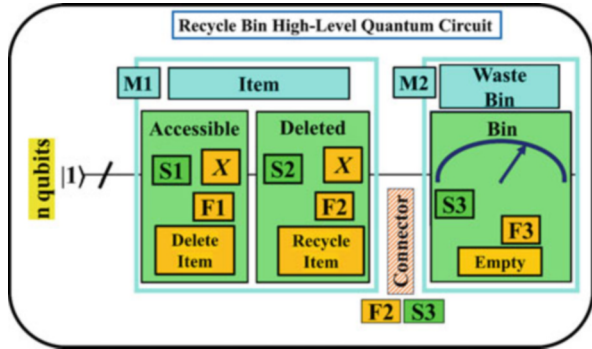 Recycle Bin High-Level Quantum Circuit
M1
Item
M2
Waste
Bin
Accessible
Deleted
Bin
n qubits
|1⟩
S1
X
S2
X
F1
F2
S3
Delete
Item
Recycle
Item
Connector
F3
Empty
F2
S3